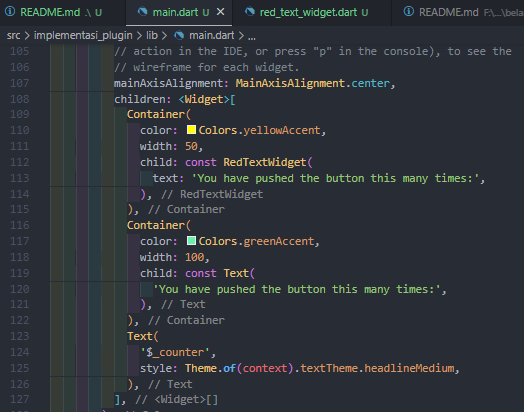 README.md .\ U
main.dart U
red_text_widget.dart U
README.md F:\...\bela
src > implementasi_plugin > lib > main.dart > ...
105 // action in the IDE, or press "p" in the console), to see the
106 // wireframe for each widget.
107 mainAxisAlignment: MainAxisAlignment.center,
108 children: <Widget>[
109 Container(
110 color: Colors.yellowAccent,
111 width: 50,
112 child: const RedTextWidget(
113 text: 'You have pushed the button this many times:',
114 ), // RedTextWidget
115 ), // Container
116 Container(
117 color: Colors.greenAccent,
118 width: 100,
119 child: const Text(
120 'You have pushed the button this many times:',
121 ), // Text
122 ), // Container
123 Text(
124 '$_counter',
125 style: Theme.of(context).textTheme.headlineMedium,
126 ), // Text
127 ], // <Widget>[]